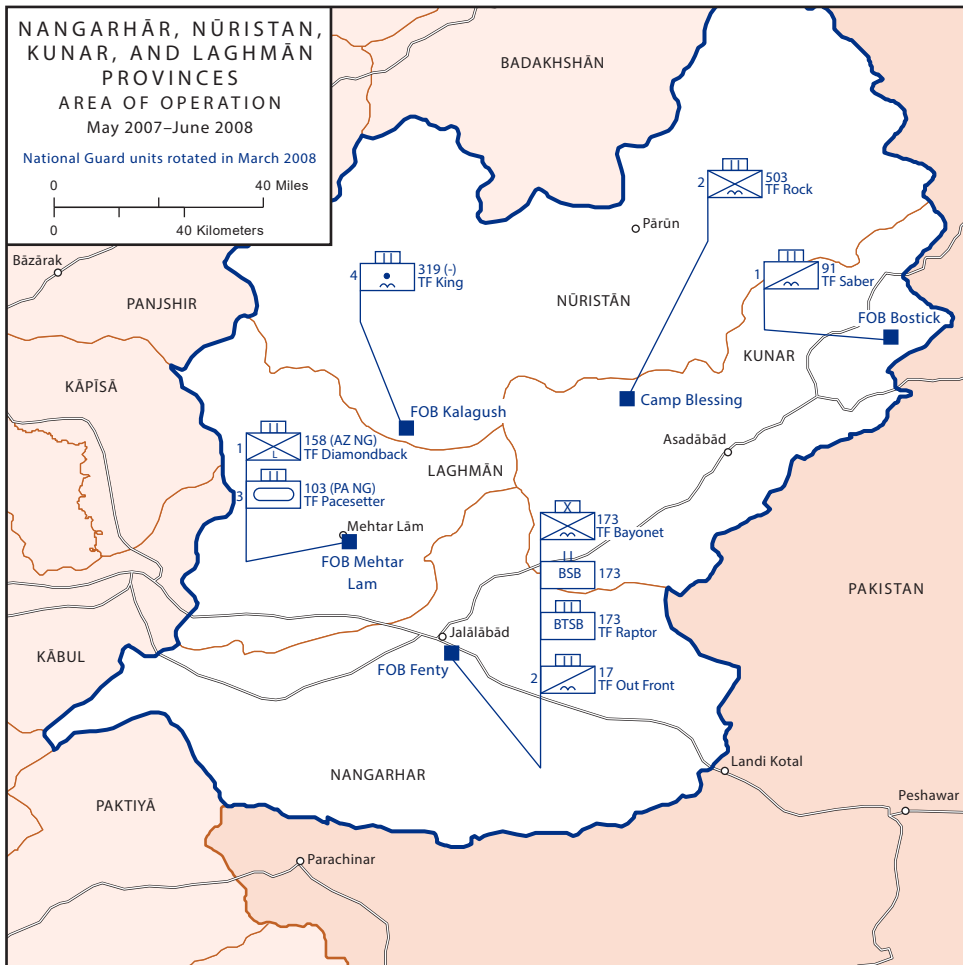 NANGARHĀR, NŪRISTAN,
KUNAR, AND LAGHMĀN
PROVINCES
AREA OF OPERATION
May 2007–June 2008
National Guard units rotated in March 2008
0 40 Miles
0 40 Kilometers
BADAKHSHĀN
2 503
TF Rock
Pārūn
Bāzārak
4 319 (-)
TF King
1 91
TF Saber
PANJSHIR
NŪRISTĀN
FOB Bostick
KUNAR
KĀPĪSĀ
Camp Blessing
FOB Kalagush
1 158 (AZ NG)
L TF Diamondback
Asadābād
LAGHMĀN
3 103 (PA NG)
TF Pacesetter
X 173
TF Bayonet
Mehtar Lām
FOB Mehtar
Lam
BSB 173
PAKISTAN
BTSB 173
TF Raptor
Jalālābād
KĀBUL
FOB Fenty
2 17
TF Out Front
Landi Kotal
NANGARHAR
Peshawar
PAKTIYĀ
Parachinar